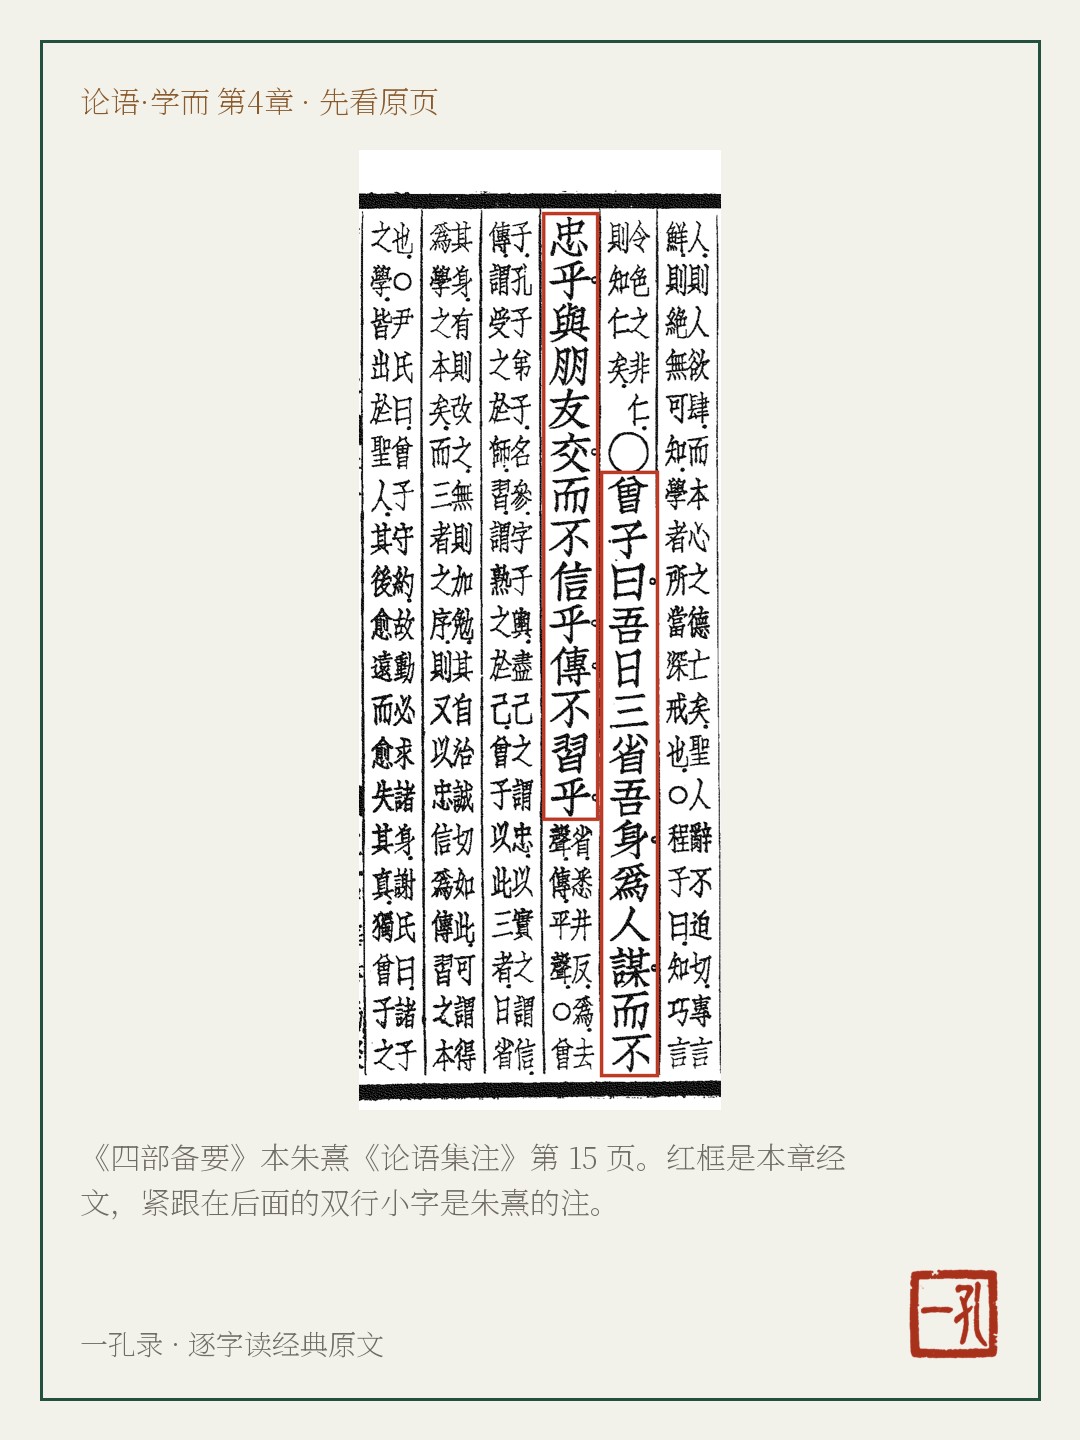 论语·学而 第4章 · 先看原页
人則人欲肆而本心之德亡矣聖人辭不迫切專言
鮮則絕無可知學者所當深戒也○程子曰知巧言
令色之非仁
則知仁矣
○曾子曰吾日三省吾身爲人謀而不
忠乎與朋友交而不信乎傳不習乎
省悉井反爲去
聲傳平聲○曾
子孔子弟子名參字子輿盡己之謂忠以實之謂信
傳謂受之於師習謂熟之於己曾子以此三者日省
其身有則改之無則加勉其自治誠切如此可謂得
爲學之本矣而三者之序則又以忠信爲傳習之本
也○尹氏曰曾子守約故動必求諸身謝氏曰諸子
之學皆出於聖人其後愈遠而愈失其真獨曾子之
《四部备要》本朱熹《论语集注》第 15 页。红框是本章经
文，紧跟在后面的双行小字是朱熹的注。
一孔录 · 逐字读经典原文
一孔